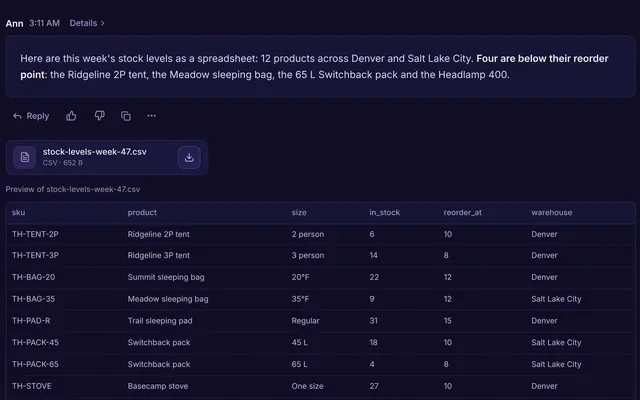 Ann 3:11 AM Details
Here are this week's stock levels as a spreadsheet: 12 products across Denver and Salt Lake City. Four are below their reorder
point: the Ridgeline 2P tent, the Meadow sleeping bag, the 65 L Switchback pack and the Headlamp 400.
Reply
stock-levels-week-47.csv
CSV · 652 B
Preview of stock-levels-week-47.csv
sku product size in_stock reorder_at warehouse
TH-TENT-2P Ridgeline 2P tent 2 person 6 10 Denver
TH-TENT-3P Ridgeline 3P tent 3 person 14 8 Denver
TH-BAG-20 Summit sleeping bag 20°F 22 12 Denver
TH-BAG-35 Meadow sleeping bag 35°F 9 12 Salt Lake City
TH-PAD-R Trail sleeping pad Regular 31 15 Denver
TH-PACK-45 Switchback pack 45 L 18 10 Salt Lake City
TH-PACK-65 Switchback pack 65 L 4 8 Salt Lake City
TH-STOVE Basecamp stove One size 27 10 Denver